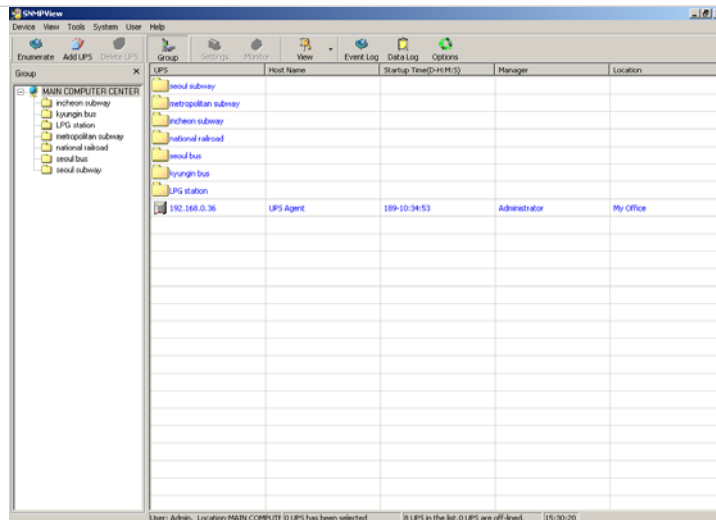 SNMPView
Device View Tools System User Help
Enumerate Add UPS Delete UPS Group Settings Monitor View Event Log Data Log Options
Group
UPS Host Name Startup Time(D-H:M:S) Manager Location
MAIN COMPUTER CENTER
incheon subway
kyungin bus
LPG station
metropolitan subway
national railroad
seoul bus
seoul subway
seoul subway
metropolitan subway
incheon subway
national railroad
seoul bus
kyungin bus
LPG station
192.168.0.36 UPS Agent 189-10:34:53 Administrator My Office
User: Admin, Location:MAIN COMPUTE 0 UPS has been selected 8 UPS in the list,0 UPS are off-lined. 15:30:20